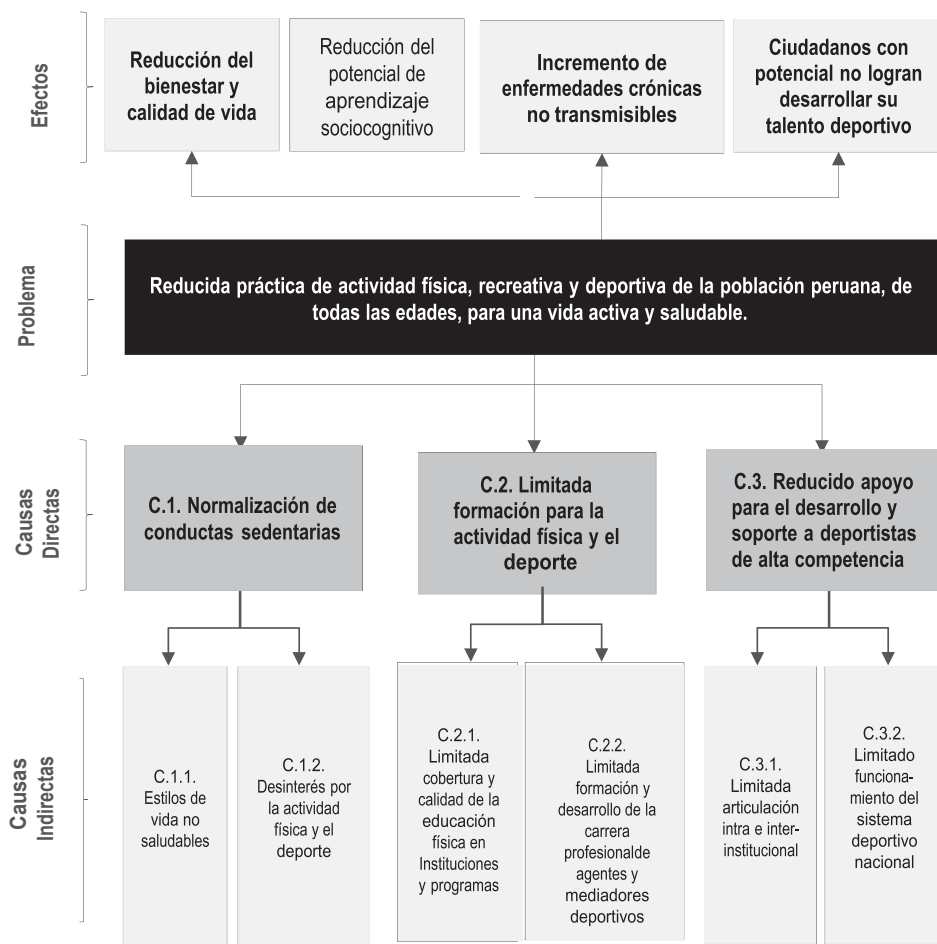 Efectos
Reducción del
bienestar y
calidad de vida
Reducción del
potencial de
aprendizaje
sociocognitivo
Incremento de
enfermedades crónicas
no transmisibles
Ciudadanos con
potencial no logran
desarrollar su
talento deportivo
Problema
Reducida práctica de actividad física, recreativa y deportiva de la población peruana, de
todas las edades, para una vida activa y saludable.
Causas
Directas
C.1. Normalización de
conductas sedentarias
C.2. Limitada
formación para la
actividad física y el
deporte
C.3. Reducido apoyo
para el desarrollo y
soporte a deportistas
de alta competencia
Causas
Indirectas
C.1.1.
Estilos de
vida no
saludables
C.1.2.
Desinterés por
la actividad
física y el
deporte
C.2.1.
Limitada
cobertura y
calidad de la
educación
física en
Instituciones
y programas
C.2.2.
Limitada
formación y
desarrollo de la
carrera
profesionalde
agentes y
mediadores
deportivos
C.3.1.
Limitada
articulación
intra e inter-
institucional
C.3.2.
Limitado
funciona-
miento del
sistema
deportivo
nacional